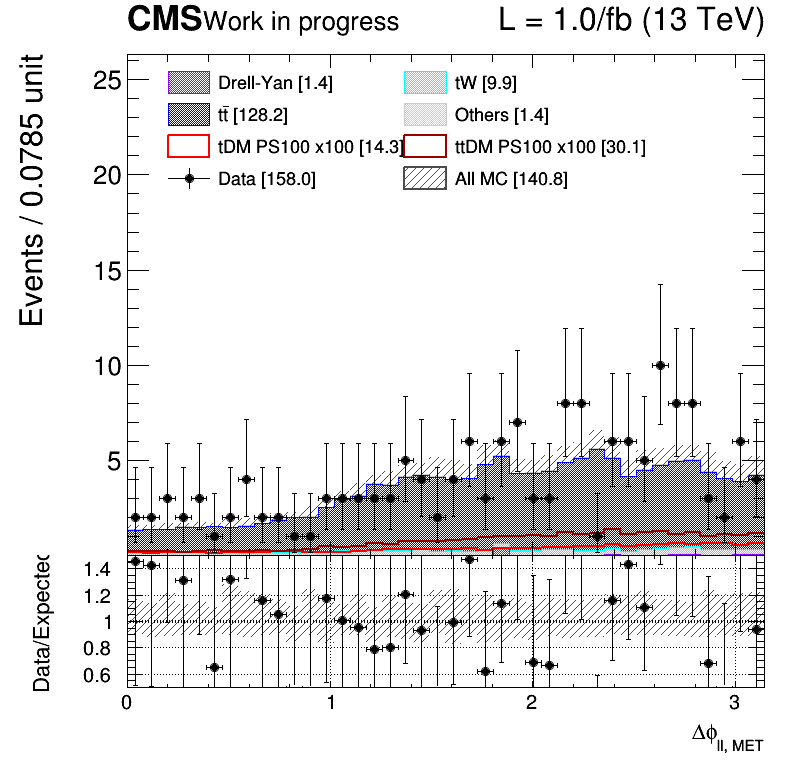 CMS Work in progress L = 1.0/fb (13 TeV)
Events / 0.0785 unit
25
20
15
10
5
Drell-Yan [1.4]
tW [9.9]
tt̄ [128.2]
Others [1.4]
tDM PS100 x100 [14.3]
ttDM PS100 x100 [30.1]
Data [158.0]
All MC [140.8]
Data/Expected
1.4
1.2
1
0.8
0.6
0 1 2 3
Δϕ ll, MET